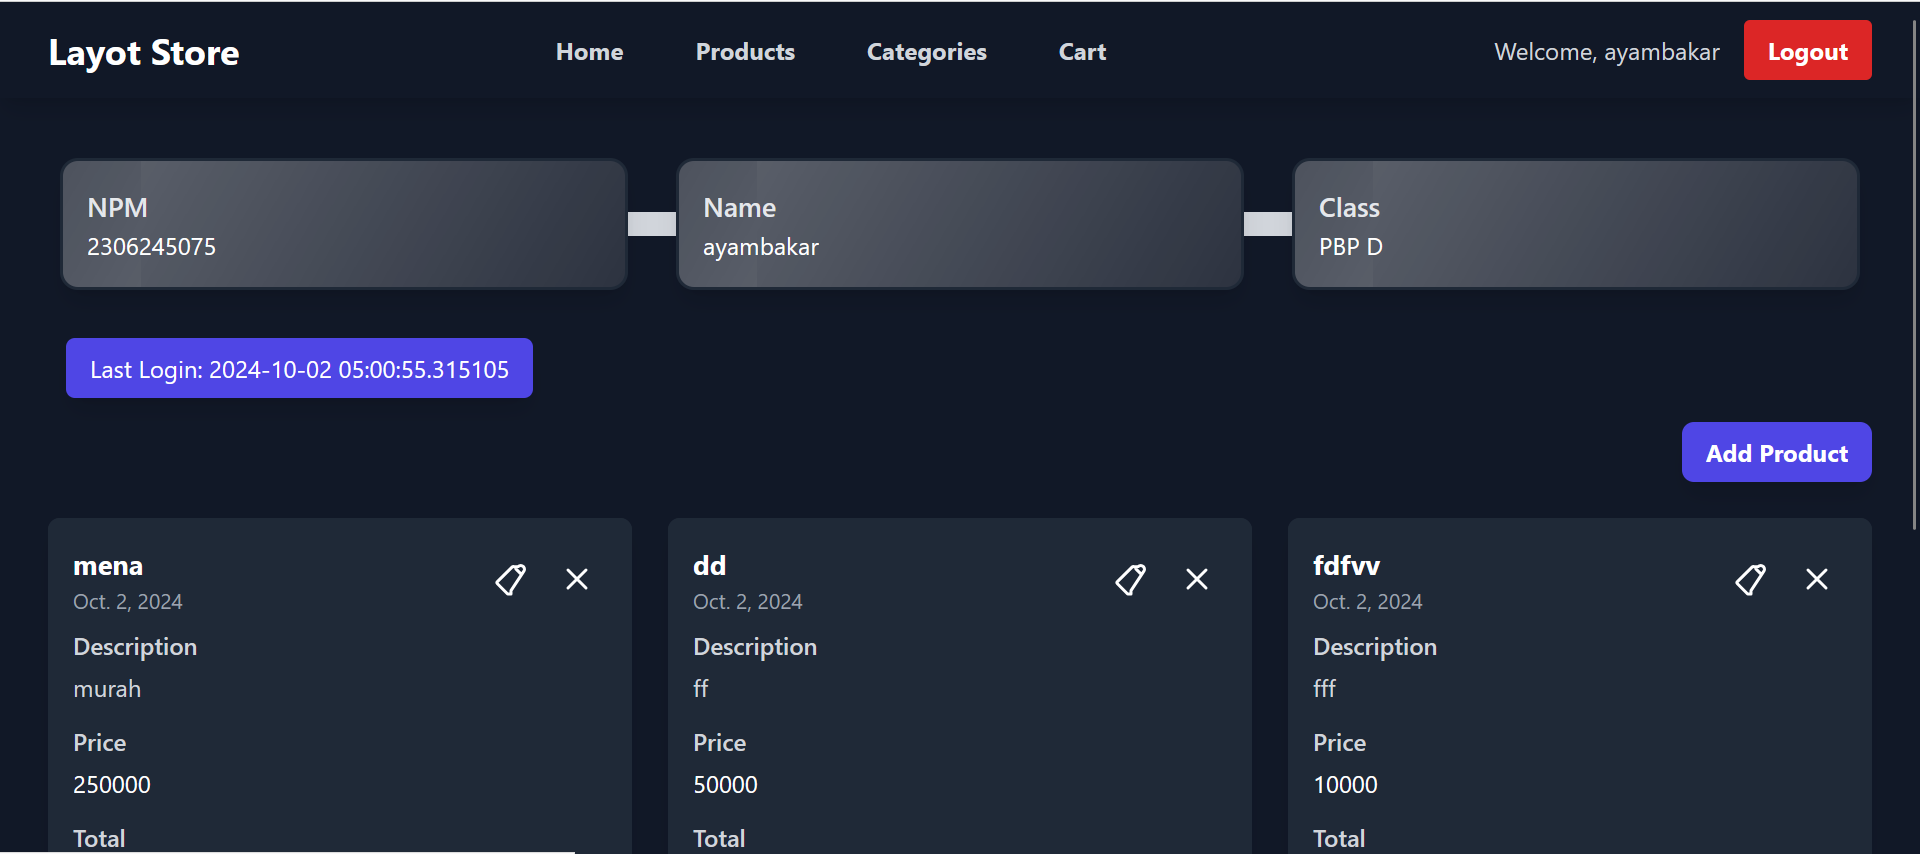 Layot Store
Home Products Categories Cart
Welcome, ayambakar Logout
NPM
2306245075
Name
ayambakar
Class
PBP D
Last Login: 2024-10-02 05:00:55.315105
Add Product
mena
Oct. 2, 2024
Description
murah
Price
250000
Total
dd
Oct. 2, 2024
Description
ff
Price
50000
Total
fdfvv
Oct. 2, 2024
Description
fff
Price
10000
Total